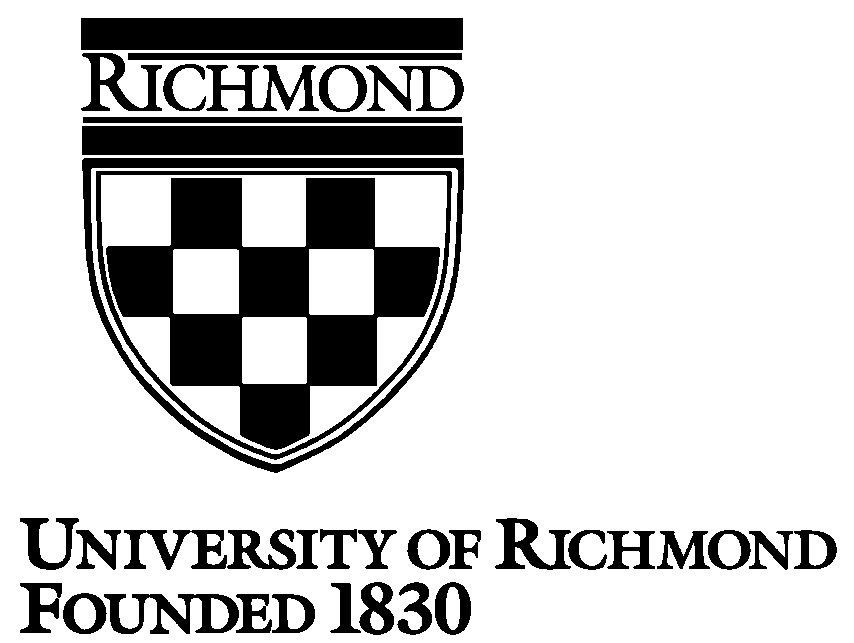 RICHMOND
UNIVERSITY OF RICHMOND
FOUNDED 1830